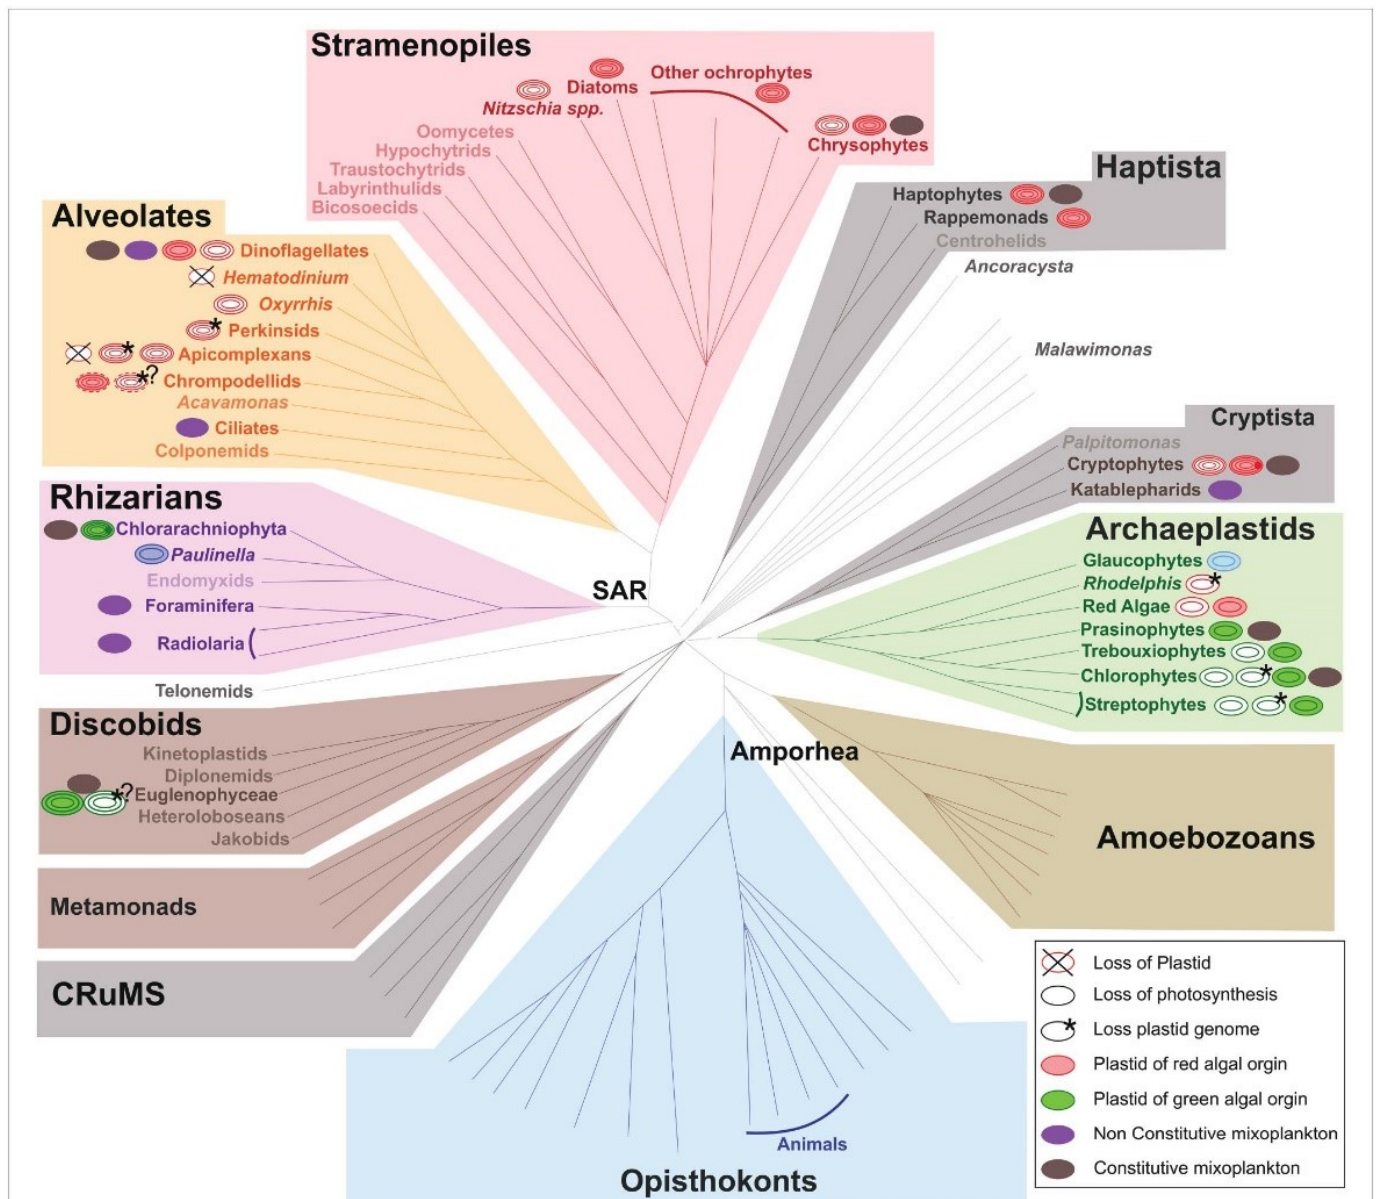 Stramenopiles
Other ochrophytes
Diatoms
Nitzschia spp.
Chrysophytes
Oomycetes
Hypochytrids
Traustochytrids
Labyrinthulids
Bicosoecids
Haptista
Haptophytes
Rappemonads
Centrohelids
Ancoracysta
Malawimonas
Alveolates
Dinoflagellates
Hematodinium
Oxyrrhis
* Perkinsids
* Apicomplexans
*? Chrompodellids
Acavamonas
Ciliates
Colponemids
Cryptista
Palpitomonas
Cryptophytes
Katablepharids
Rhizarians
Chlorarachniophyta
Paulinella
Endomyxids
Foraminifera
Radiolaria
SAR
Telonemids
Archaeplastids
Glaucophytes
Rhodelphis *
Red Algae
Prasinophytes
Trebouxiophytes
Chlorophytes *
Streptophytes *
Discobids
Kinetoplastids
Diplonemids
*? Euglenophyceae
Heteroloboseans
Jakobids
Amporhea
Amoebozoans
Metamonads
CRuMS
Animals
Opisthokonts
Loss of Plastid
Loss of photosynthesis
* Loss plastid genome
Plastid of red algal orgin
Plastid of green algal orgin
Non Constitutive mixoplankton
Constitutive mixoplankton